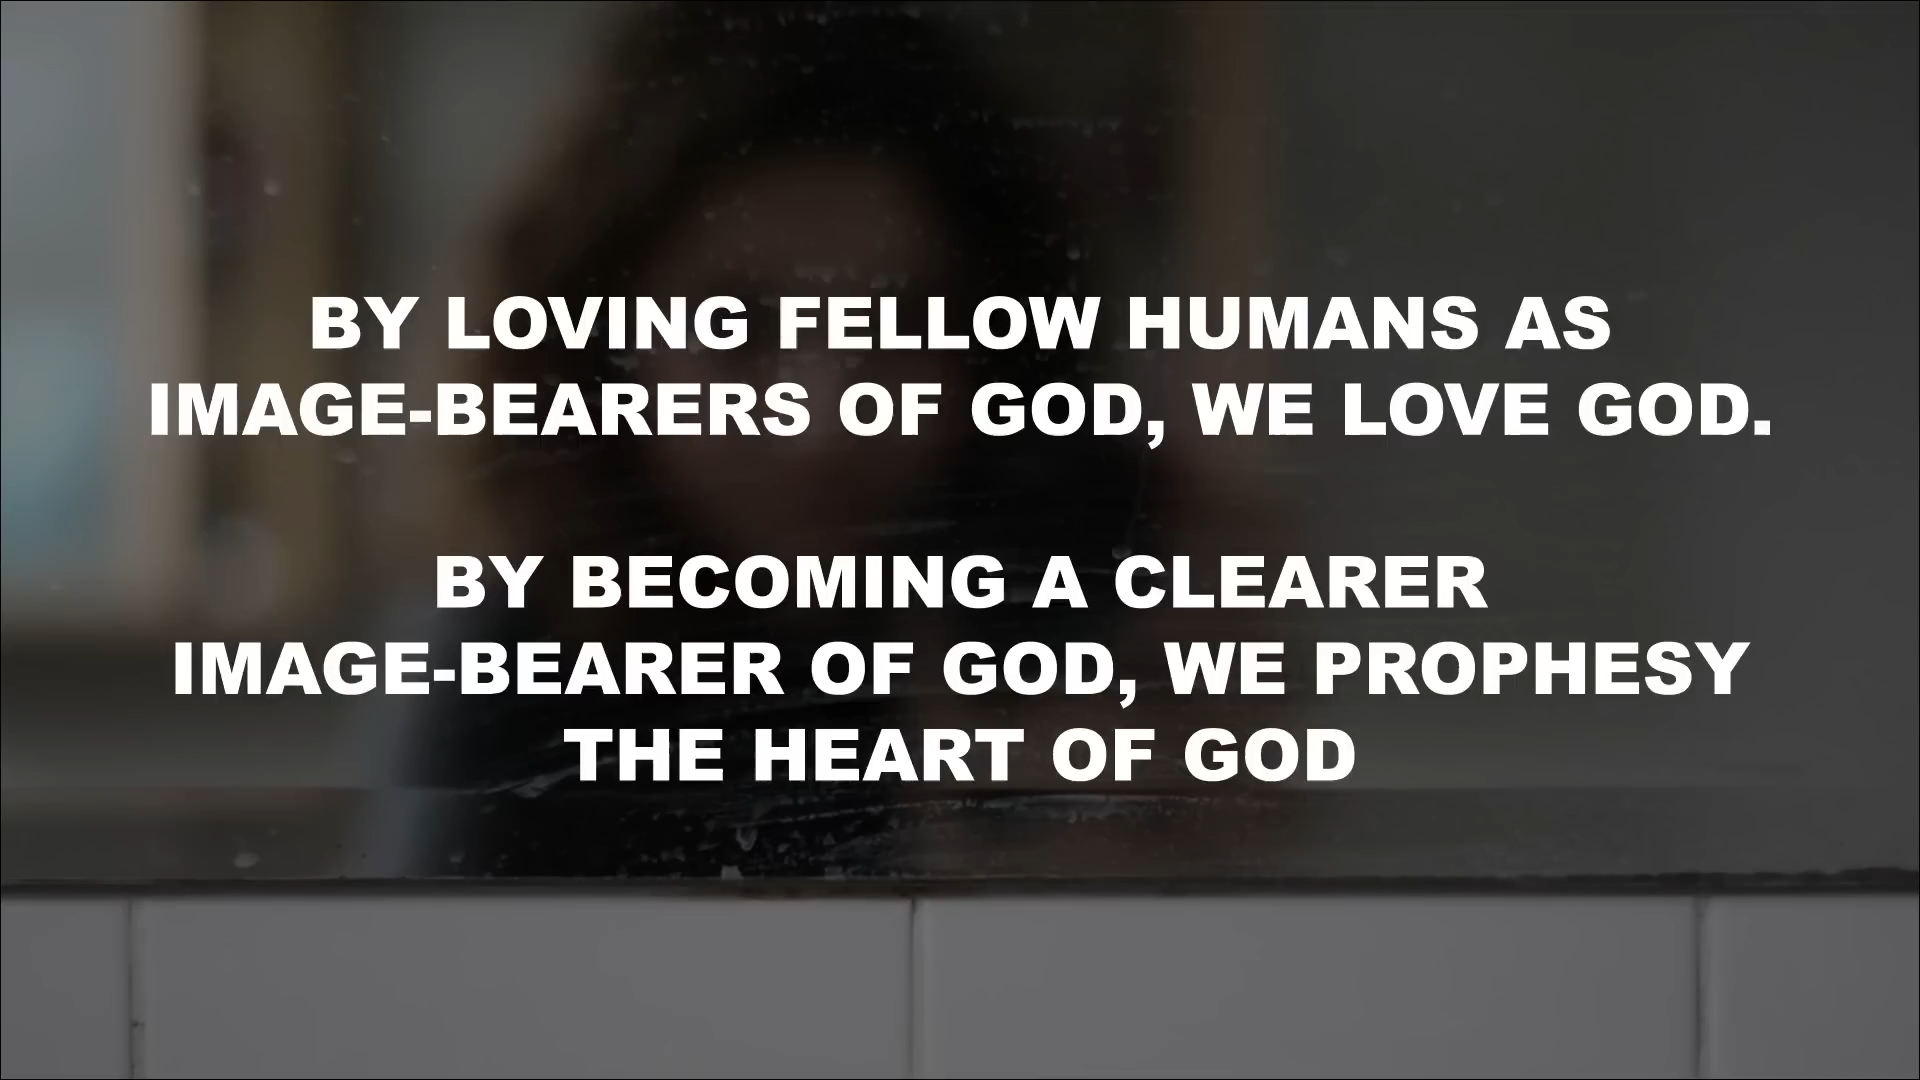 BY LOVING FELLOW HUMANS AS
IMAGE-BEARERS OF GOD, WE LOVE GOD.
BY BECOMING A CLEARER
IMAGE-BEARER OF GOD, WE PROPHESY
THE HEART OF GOD